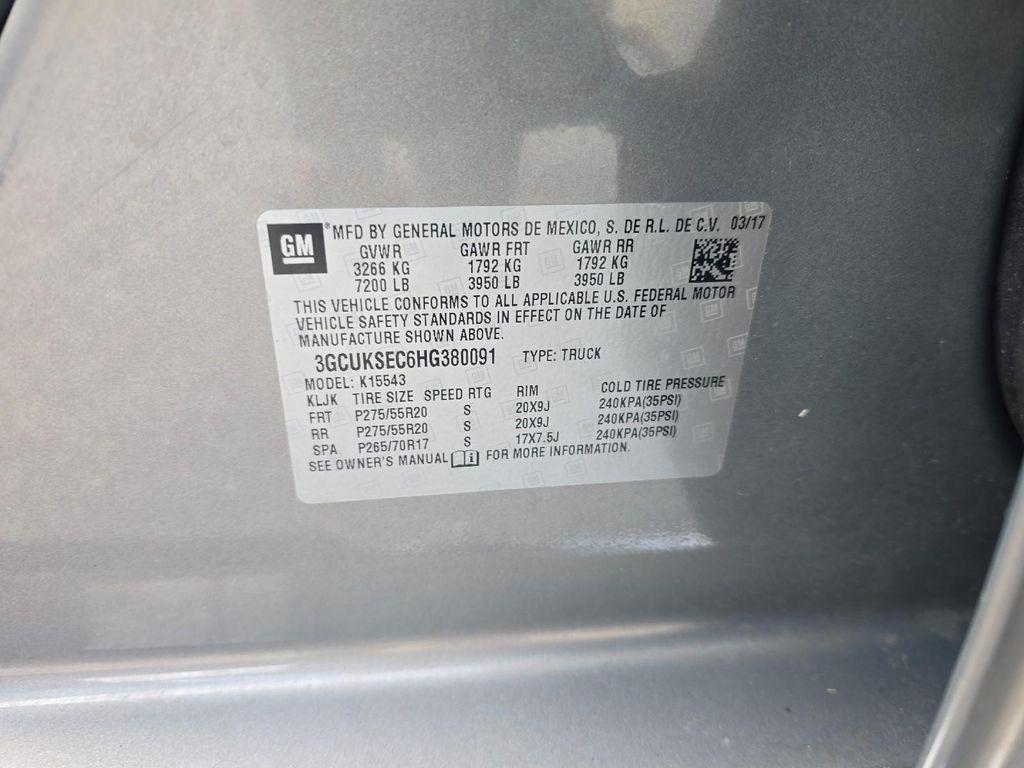 GM ® MFD BY GENERAL MOTORS DE MEXICO, S. DE R.L. DE C.V. 03/17
GVWR GAWR FRT GAWR RR
3266 KG 1792 KG 1792 KG
7200 LB 3950 LB 3950 LB
THIS VEHICLE CONFORMS TO ALL APPLICABLE U.S. FEDERAL MOTOR
VEHICLE SAFETY STANDARDS IN EFFECT ON THE DATE OF
MANUFACTURE SHOWN ABOVE.
3GCUKSEC6HG380091 TYPE: TRUCK
MODEL: K15543
KLJK TIRE SIZE SPEED RTG RIM COLD TIRE PRESSURE
FRT P275/55R20 S 20X9J 240KPA(35PSI)
RR P275/55R20 S 20X9J 240KPA(35PSI)
SPA P265/70R17 S 17X7.5J 240KPA(35PSI)
SEE OWNER'S MANUAL FOR MORE INFORMATION.